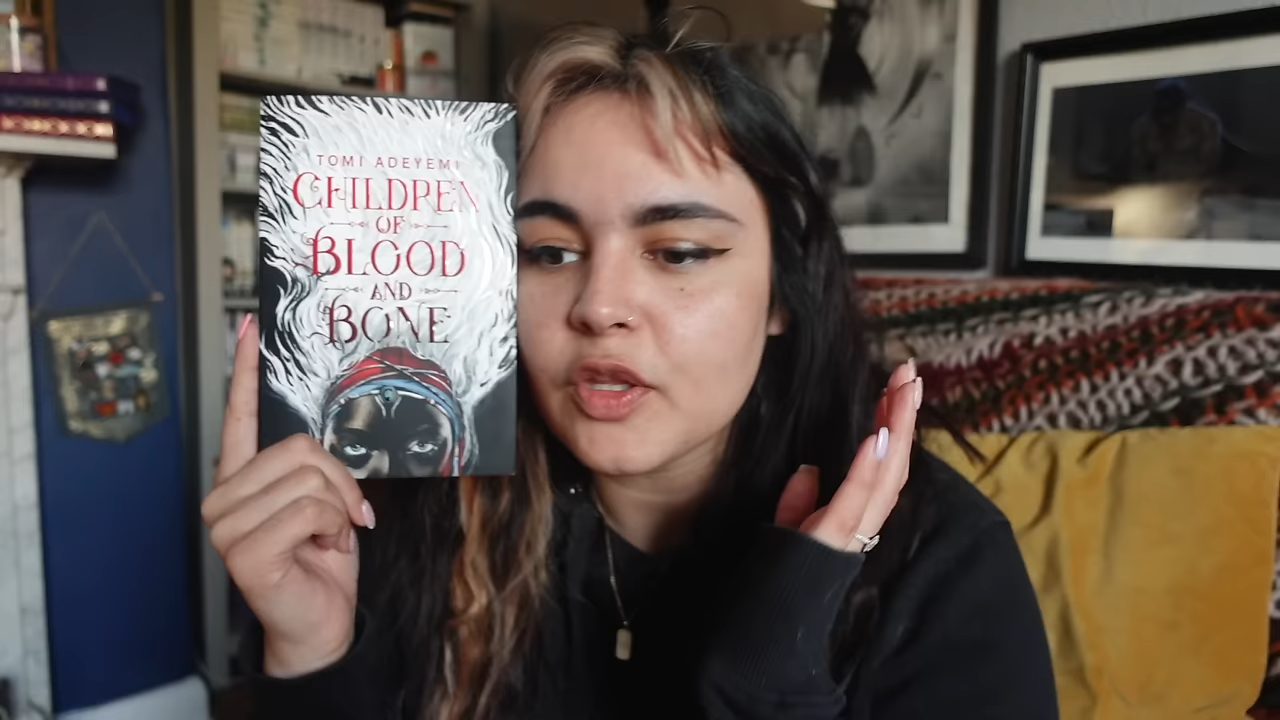 TOMI ADEYEMI
CHILDREN
OF
BLOOD
AND
BONE